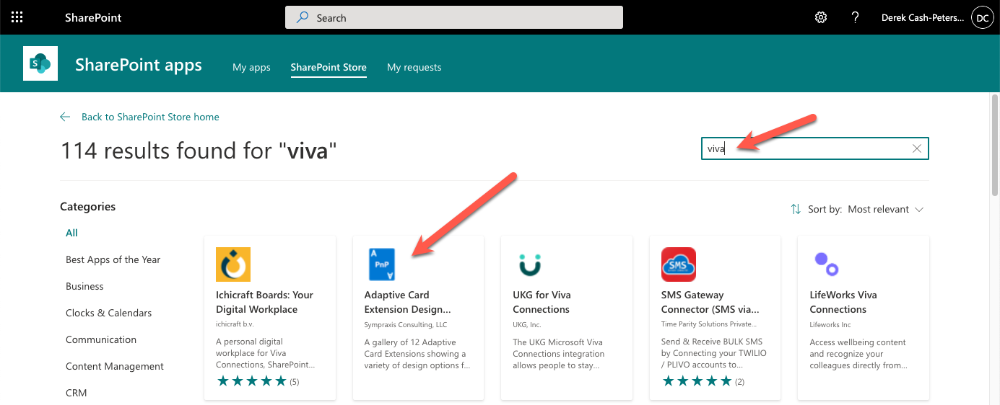 SharePoint
Search
Derek Cash-Peters...
DC
S
SharePoint apps
My apps
SharePoint Store
My requests
Back to SharePoint Store home
114 results found for "viva"
viva
Categories
Sort by: Most relevant
All
Best Apps of the Year
Business
Clocks & Calendars
Communication
Content Management
CRM
Ichicraft Boards: Your
Digital Workplace
ichicraft b.v.
A personal digital
workplace for Viva
Connections, SharePoint...
(5)
A
PnP
A
Adaptive Card
Extension Design...
Sympraxis Consulting, LLC
A gallery of 12 Adaptive
Card Extensions showing a
variety of design options f...
UKG for Viva
Connections
UKG, Inc.
The UKG Microsoft Viva
Connections integration
allows people to stay...
SMS
SMS Gateway
Connector (SMS via...
Time Parity Solutions Private...
Send & Receive BULK SMS
by Connecting your TWILIO
/ PLIVO accounts to...
(2)
LifeWorks Viva
Connections
Lifeworks Inc
Access wellbeing content
and recognize your
colleagues directly from...